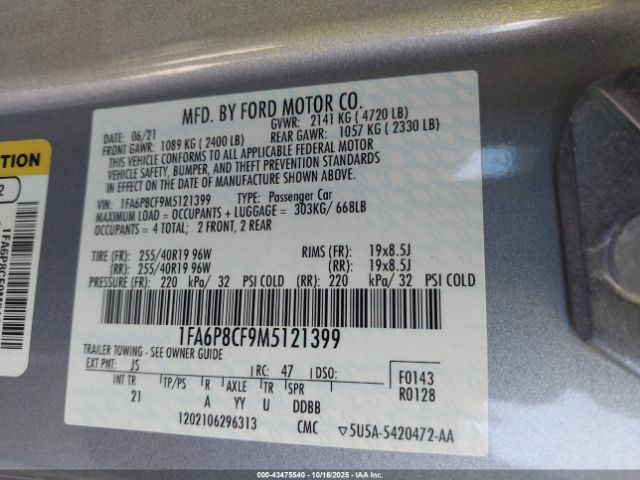 MFD. BY FORD MOTOR CO.
DATE: 06/21 GVWR: 2141 KG ( 4720 LB)
FRONT GAWR: 1089 KG ( 2400 LB) REAR GAWR: 1057 KG ( 2330 LB)
THIS VEHICLE CONFORMS TO ALL APPLICABLE FEDERAL MOTOR
VEHICLE SAFETY, BUMPER, AND THEFT PREVENTION STANDARDS
IN EFFECT ON THE DATE OF MANUFACTURE SHOWN ABOVE.
VIN: 1FA6P8CF9M5121399 TYPE: Passenger Car
MAXIMUM LOAD = OCCUPANTS + LUGGAGE = 303KG/ 668LB
OCCUPANTS = 4 TOTAL; 2 FRONT, 2 REAR
TIRE (FR): 255/40R19 96W RIMS (FR): 19x8.5J
(RR): 255/40R19 96W (RR): 19x8.5J
PRESSURE (FR): 220 kPa/ 32 PSI COLD (RR): 220 kPa/ 32 PSI COLD
1FA6P8CF9M5121399
TRAILER TOWING - SEE OWNER GUIDE
EXT PNT: JS RC: 47 DSO:
INT TR TP/PS R AXLE TR SPR F0143
21 A YY U DDBB R0128
1202106296313 CMC 5U5A-5420472-AA
000-43475540 - 10/16/2025 - IAAI.COM